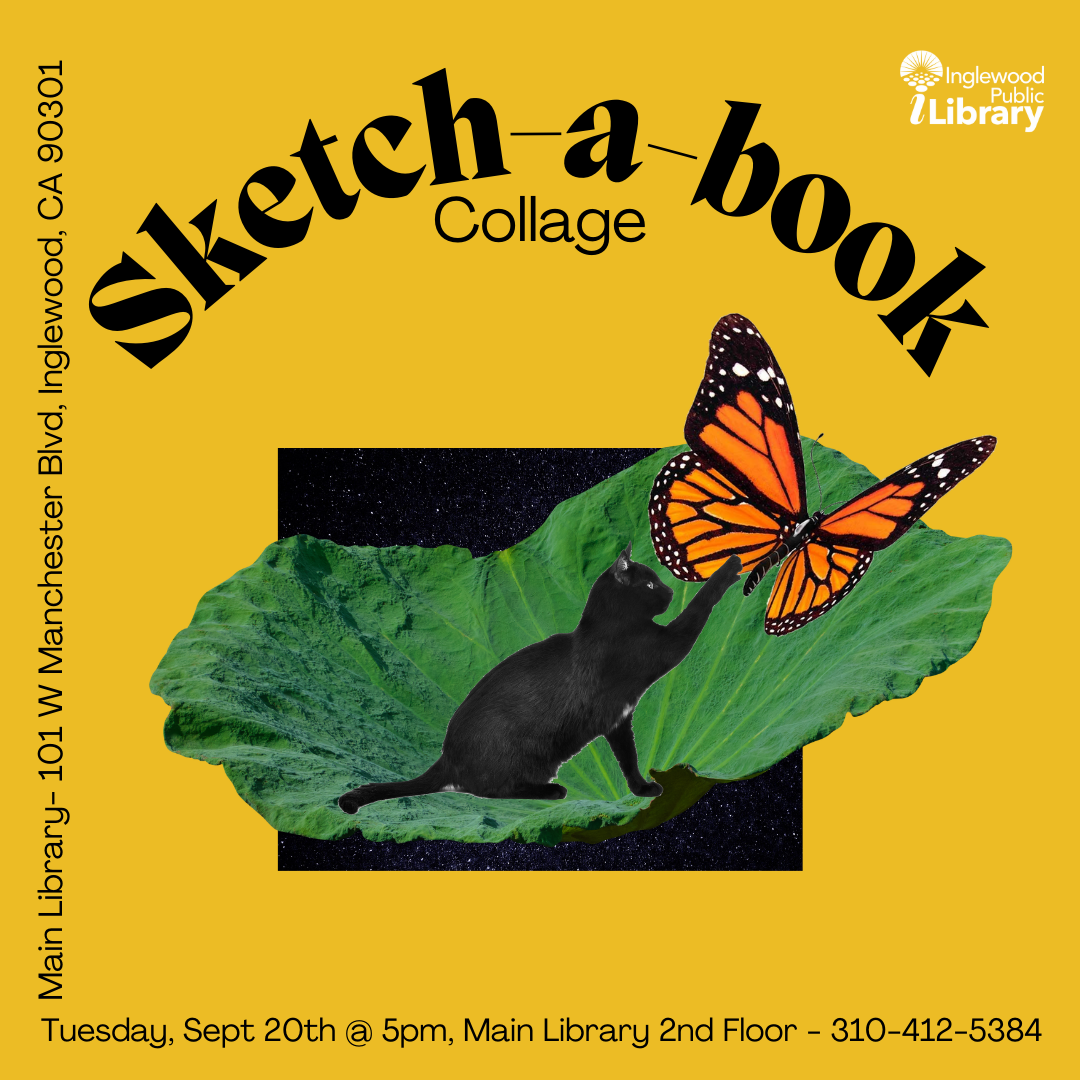 Sketch-a-book
Collage
Inglewood
Public
iLibrary
Main Library- 101 W Manchester Blvd, Inglewood, CA 90301
Tuesday, Sept 20th @ 5pm, Main Library 2nd Floor - 310-412-5384